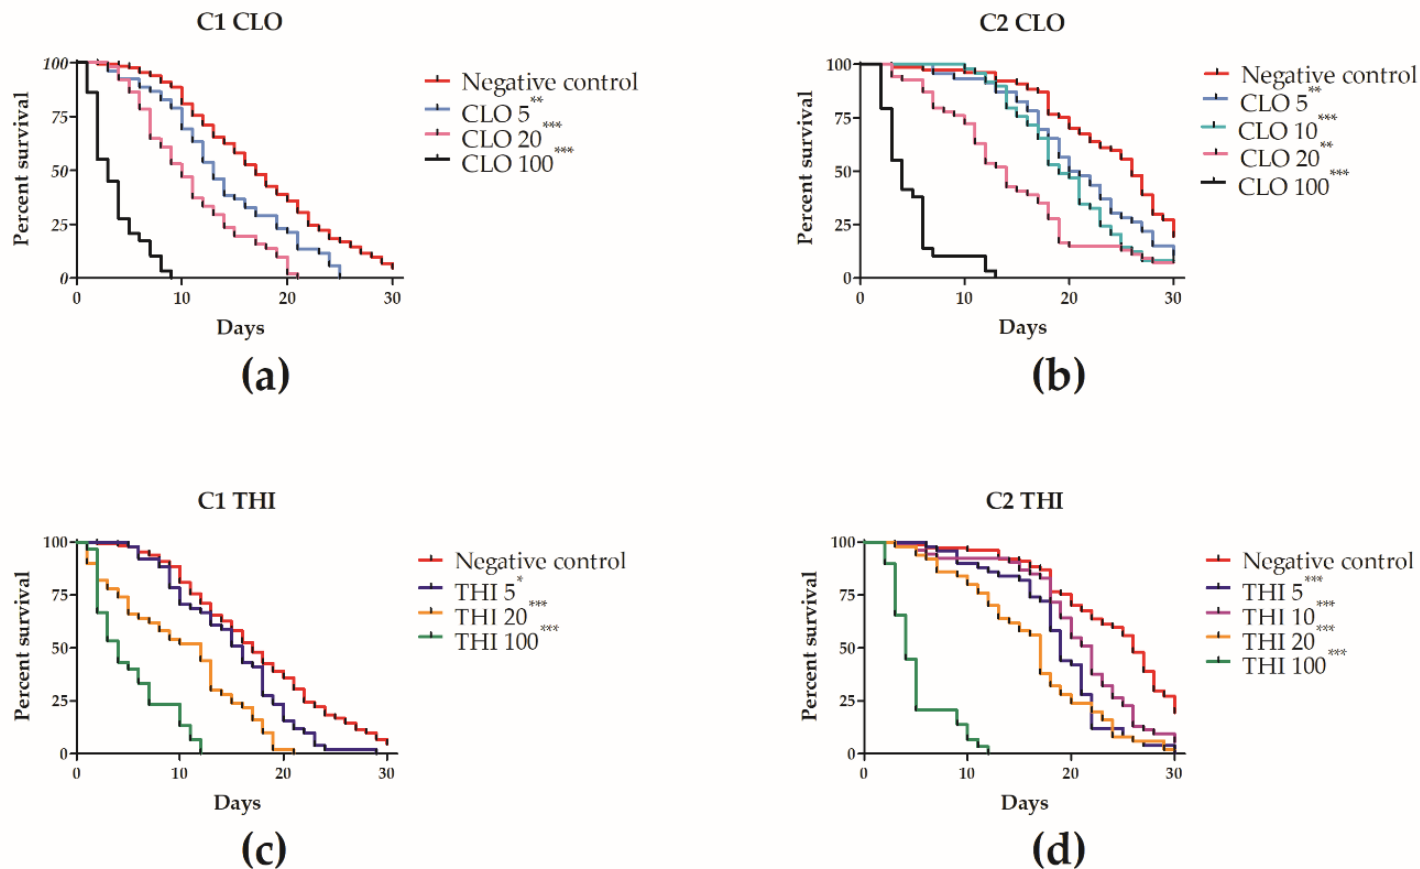 C1 CLO
100
75
50
25
0
0 10 20 30
Percent survival
Days
Negative control
CLO 5**
CLO 20***
CLO 100***
(a)
C2 CLO
100
75
50
25
0
0 10 20 30
Percent survival
Days
Negative control
CLO 5**
CLO 10***
CLO 20**
CLO 100***
(b)
C1 THI
100
75
50
25
0
0 10 20 30
Percent survival
Days
Negative control
THI 5*
THI 20***
THI 100***
(c)
C2 THI
100
75
50
25
0
0 10 20 30
Percent survival
Days
Negative control
THI 5***
THI 10***
THI 20***
THI 100***
(d)